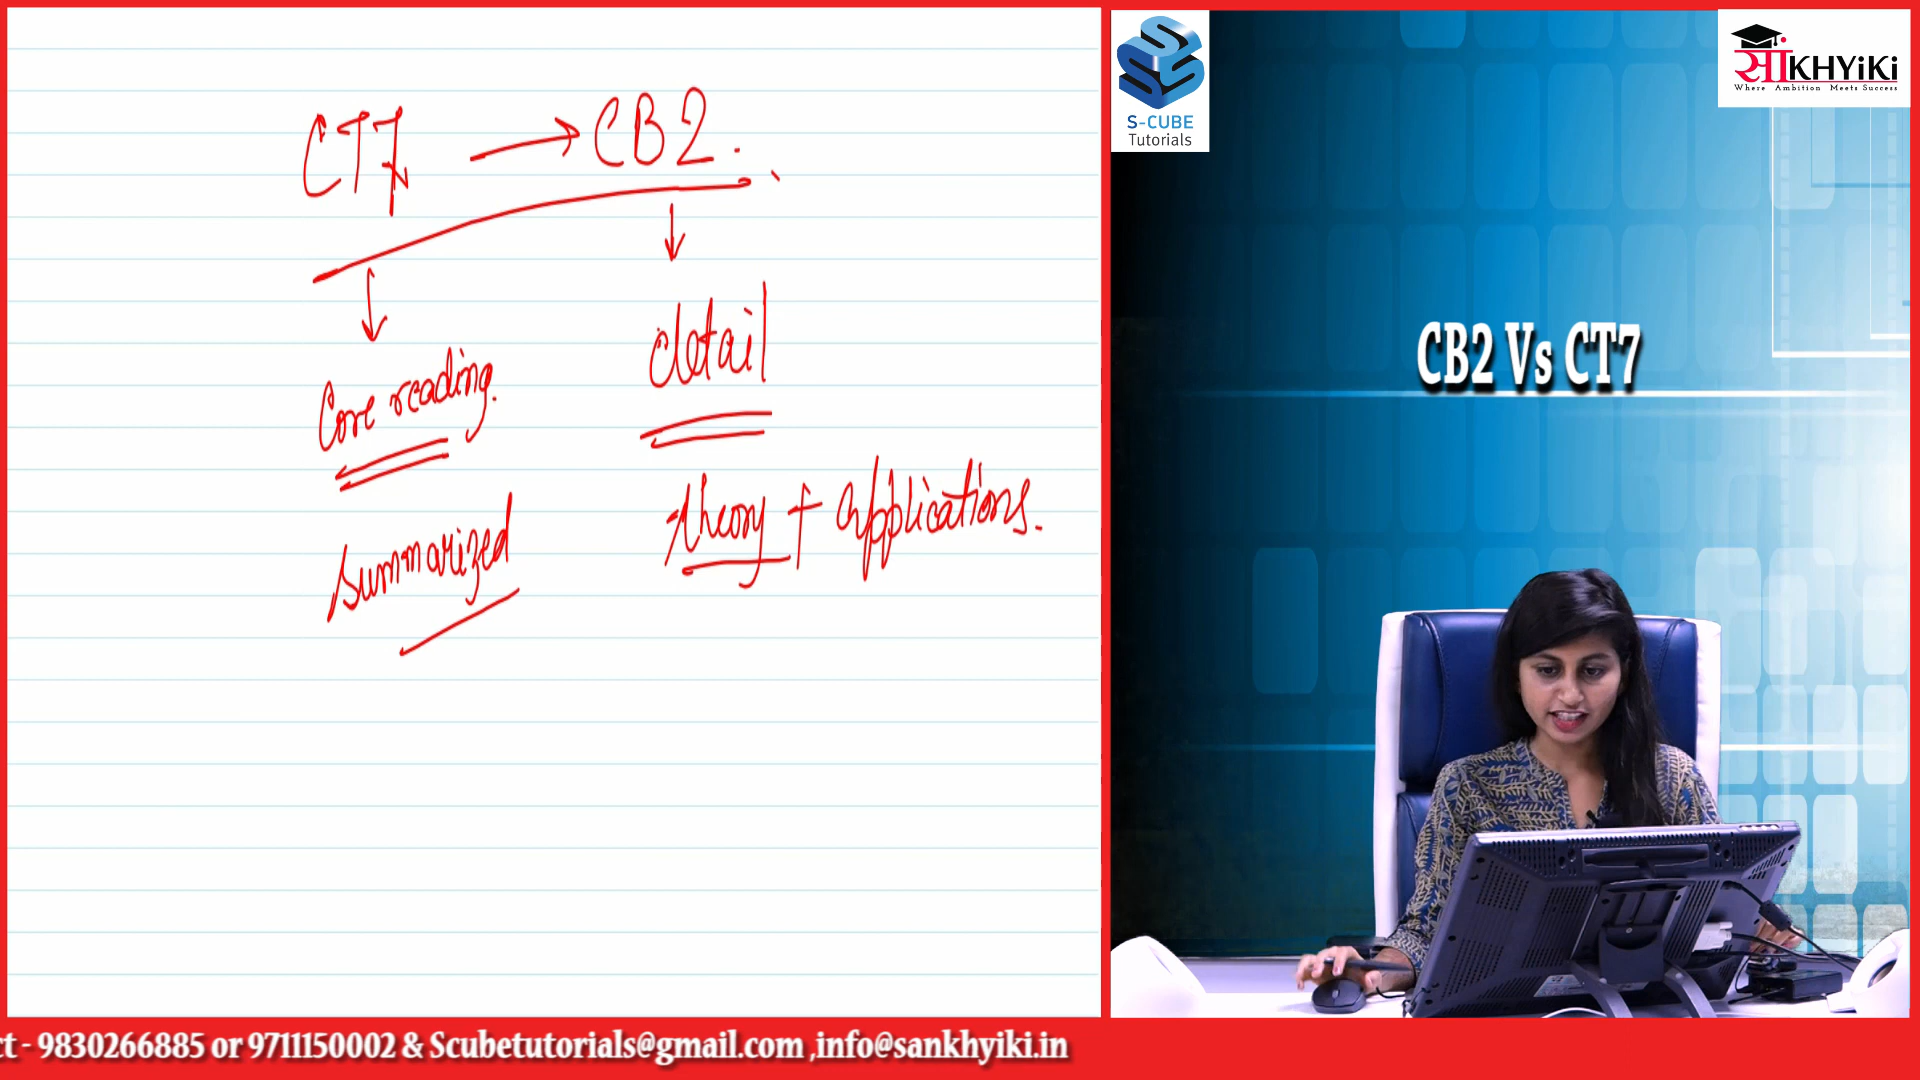 CT7 → CB2.
Core reading.
summarized
detail
theory + applications.
S-CUBE
Tutorials
सांKHYiKi
Where Ambition Meets Success
CB2 Vs CT7
ct - 9830266885 or 9711150002 & Scubetutorials@gmail.com ,info@sankhyiki.in